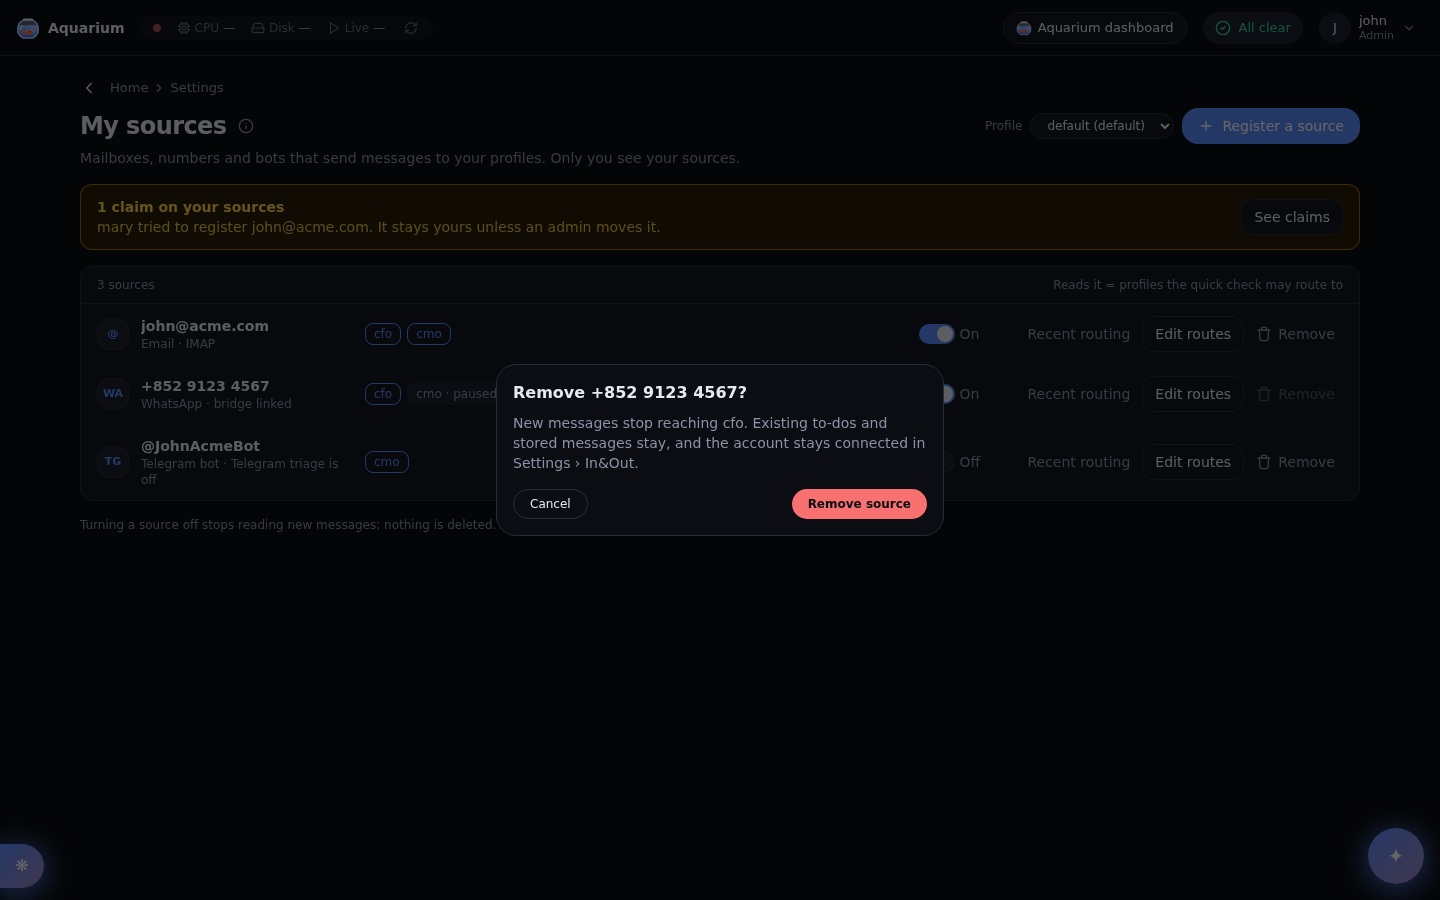 Aquarium
CPU —
Disk —
Live —
Aquarium dashboard
All clear
J
john
Admin
Home › Settings
My sources
Profile
default (default)
+ Register a source
Mailboxes, numbers and bots that send messages to your profiles. Only you see your sources.
1 claim on your sources
mary tried to register john@acme.com. It stays yours unless an admin moves it.
See claims
3 sources
Reads it = profiles the quick check may route to
@
john@acme.com
Email · IMAP
cfo
cmo
On
Recent routing
Edit routes
Remove
WA
+852 9123 4567
WhatsApp · bridge linked
cfo
cmo · paused
On
Recent routing
Edit routes
Remove
TG
@JohnAcmeBot
Telegram bot · Telegram triage is
off
cmo
Off
Recent routing
Edit routes
Remove
Turning a source off stops reading new messages; nothing is deleted.
Remove +852 9123 4567?
New messages stop reaching cfo. Existing to-dos and
stored messages stay, and the account stays connected in
Settings › In&Out.
Cancel
Remove source